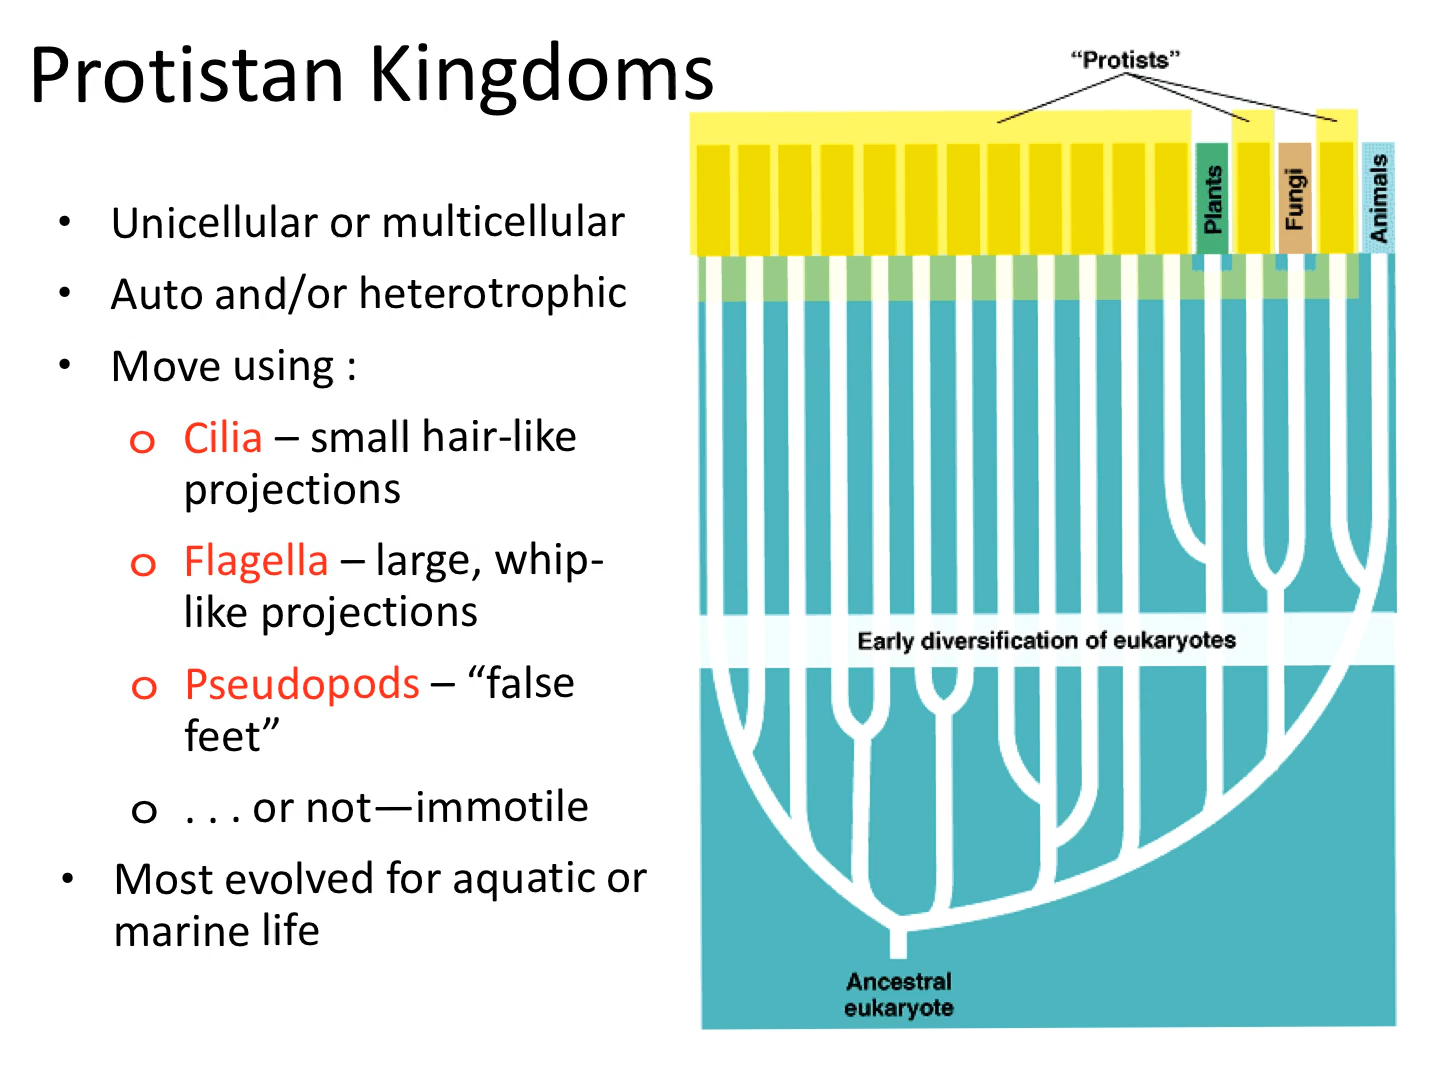 Protistan Kingdoms
• Unicellular or multicellular
• Auto and/or heterotrophic
• Move using :
o Cilia – small hair-like
projections
o Flagella – large, whip-
like projections
o Pseudopods – “false
feet”
o . . . or not—immotile
• Most evolved for aquatic or
marine life
“Protists”
Plants
Fungi
Animals
Early diversification of eukaryotes
Ancestral
eukaryote